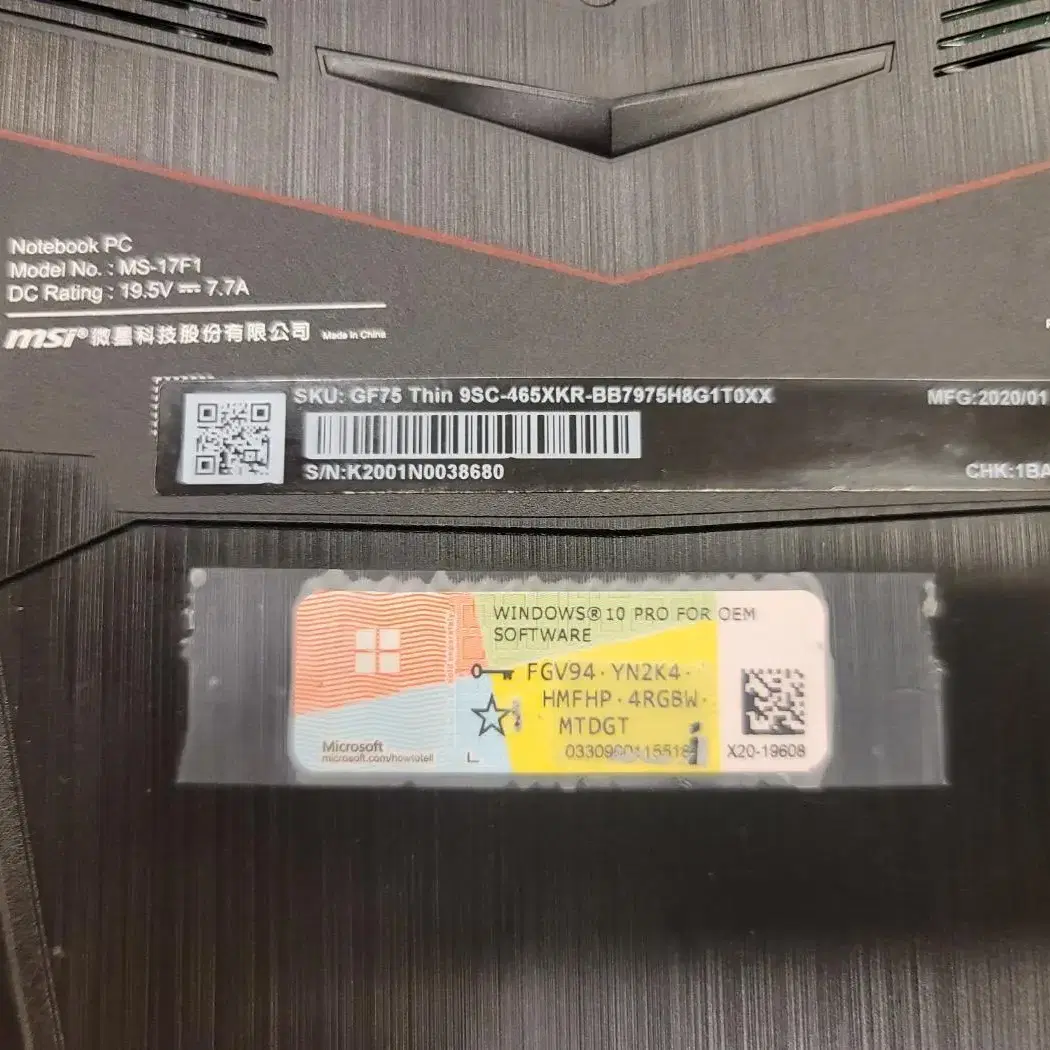 Notebook PC
Model No. : MS-17F1
DC Rating : 19.5V ⎓ 7.7A
msi® 微星科技股份有限公司 Made in China
SKU: GF75 Thin 9SC-465XKR-BB7975H8G1T0XX MFG:2020/01
S/N:K2001N0038680 CHK:1BA
WINDOWS® 10 PRO FOR OEM
SOFTWARE
sold separately
FGV94·YN2K4·
HMFHP·4RGBW·
MTDGT
X20-19608
Microsoft
microsoft.com/howtotell